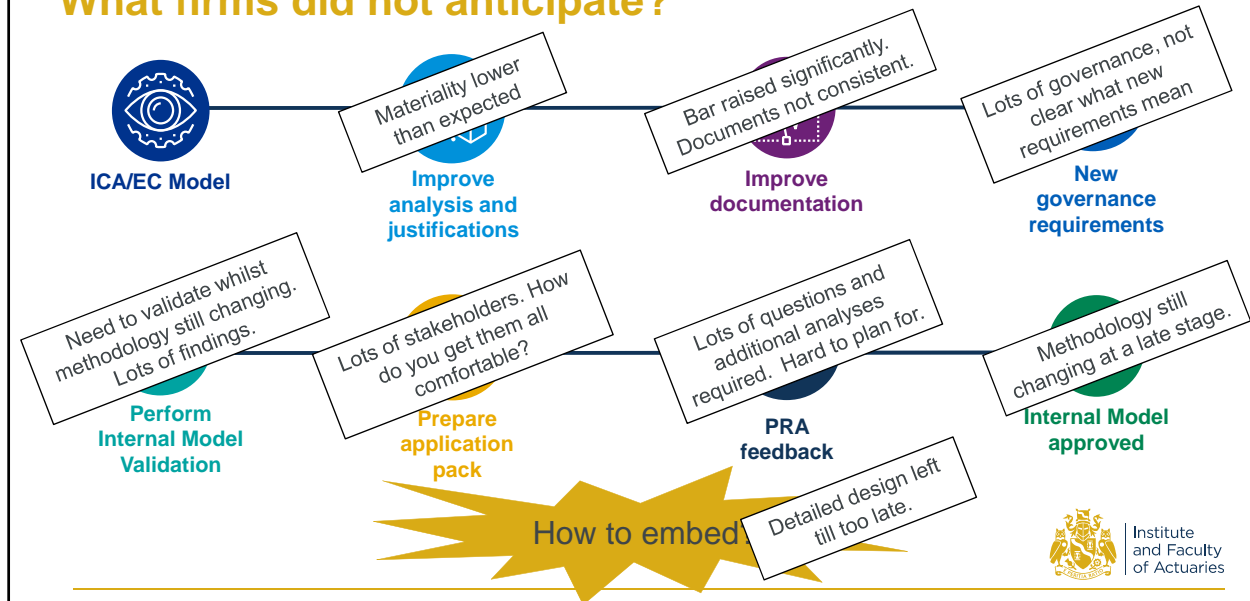 What firms did not anticipate?
Materiality lower
than expected
Bar raised significantly.
Documents not consistent.
Lots of governance, not
clear what new
requirements mean
ICA/EC Model
Improve
analysis and
justifications
Improve
documentation
New
governance
requirements
Need to validate whilst
methodology still changing.
Lots of findings.
Lots of stakeholders. How
do you get them all
comfortable?
Lots of questions and
additional analyses
required. Hard to plan for.
Methodology still
changing at a late stage.
Perform
Internal Model
Validation
Prepare
application
pack
PRA
feedback
Internal Model
approved
How to embed?
Detailed design left
till too late.
Institute
and Faculty
of Actuaries